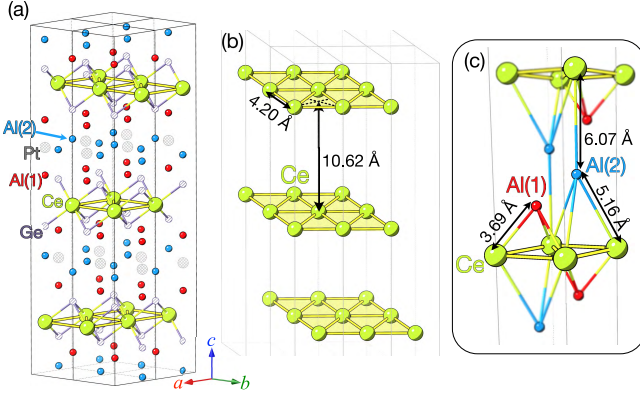 (a)
Al(2)
Pt
Al(1)
Ce
Ge
c
a
b
(b)
4.20 Å
10.62 Å
Ce
(c)
6.07 Å
Al(1)
Al(2)
3.69 Å
5.16 Å
Ce